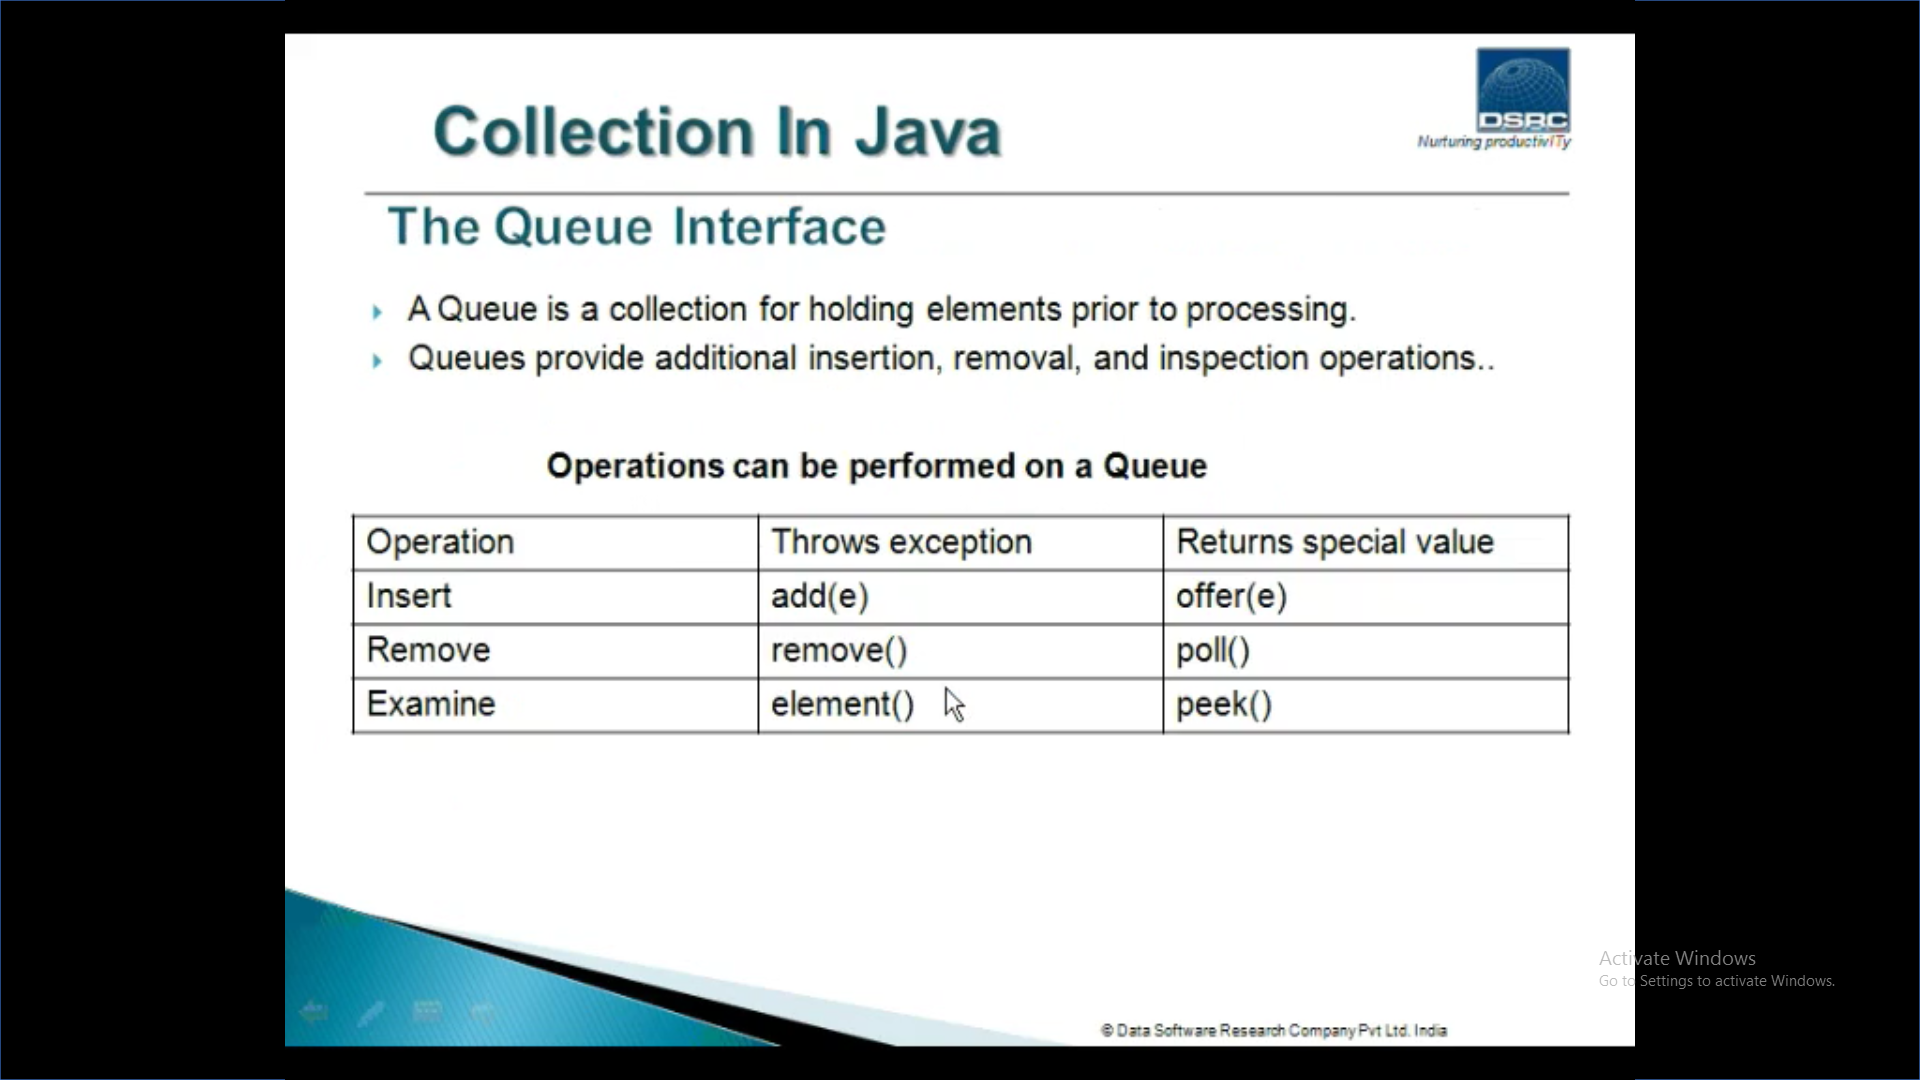 DSRC
Nurturing productivITy
Collection In Java
The Queue Interface
A Queue is a collection for holding elements prior to processing.
Queues provide additional insertion, removal, and inspection operations..
Operations can be performed on a Queue
Operation Throws exception Returns special value
Insert add(e) offer(e)
Remove remove() poll()
Examine element() peek()
Activate Windows
Go to Settings to activate Windows.
© Data Software Research Company Pvt Ltd. India